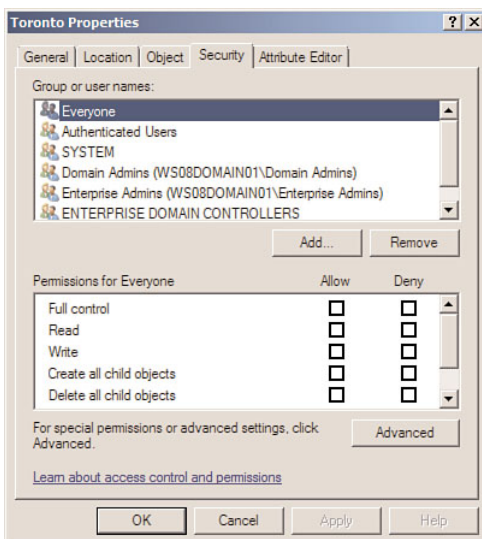 Toronto Properties
General Location Object Security Attribute Editor
Group or user names:
Everyone
Authenticated Users
SYSTEM
Domain Admins (WS08DOMAIN01\Domain Admins)
Enterprise Admins (WS08DOMAIN01\Enterprise Admins)
ENTERPRISE DOMAIN CONTROLLERS
Add... Remove
Permissions for Everyone Allow Deny
Full control
Read
Write
Create all child objects
Delete all child objects
For special permissions or advanced settings, click
Advanced. Advanced
Learn about access control and permissions
OK Cancel Apply Help